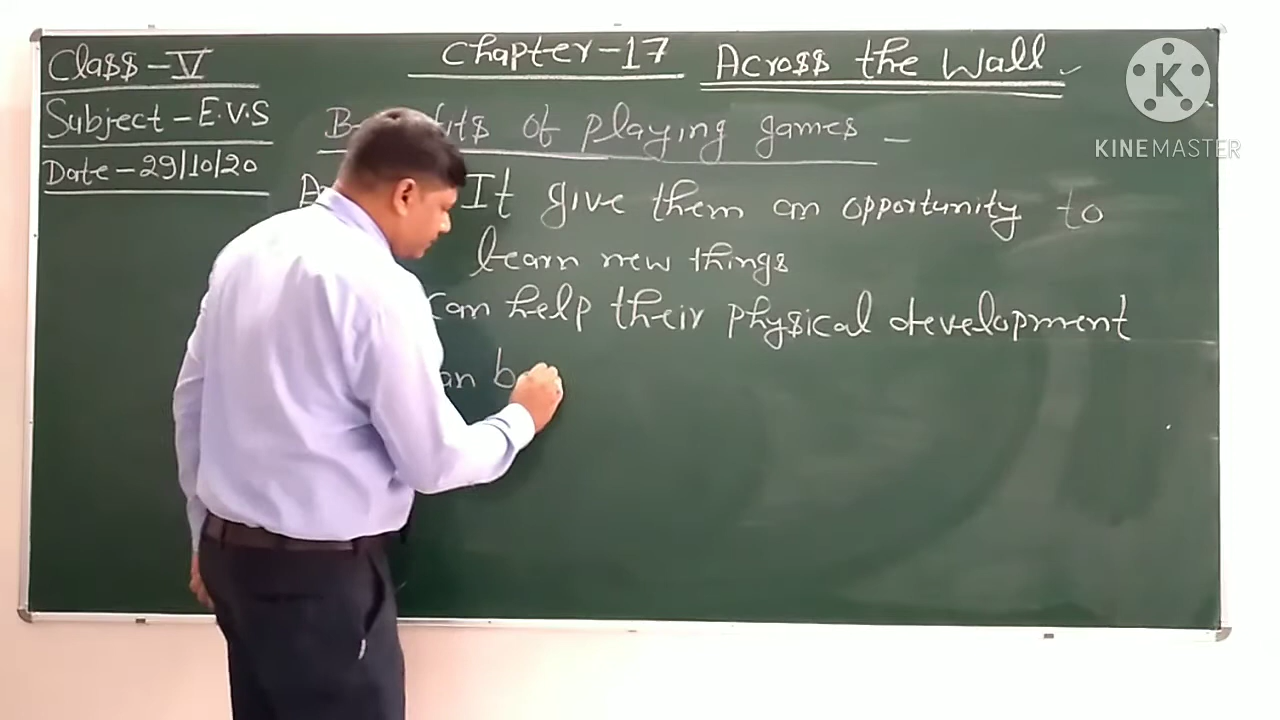 Class - V
Chapter - 17 Across the Wall
Subject - E.V.S
Date - 29/10/20
of playing games -
It give them an opportunity to
learn new things
can help their physical development
K
KINEMASTER